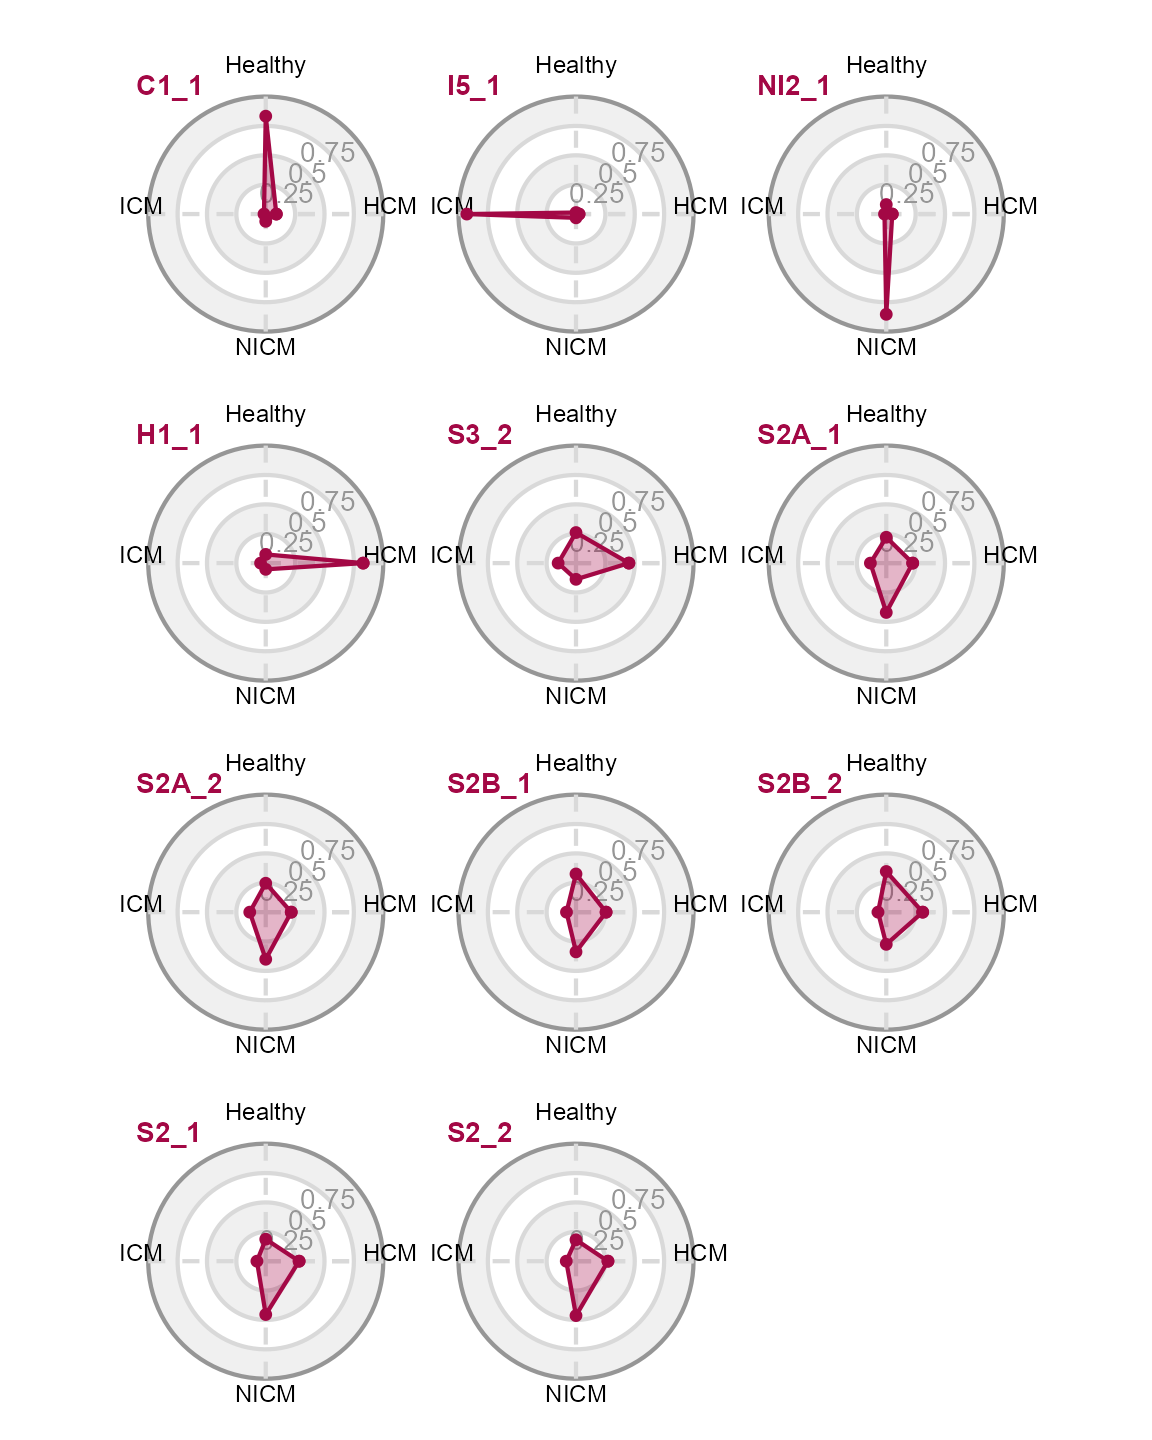 Healthy Healthy Healthy
C1_1 I5_1 NI2_1
0.75 0.75 0.75
0.5 0.5 0.5
0.25 0.25 0.25
ICM HCM ICM HCM ICM HCM
NICM NICM NICM
Healthy Healthy Healthy
H1_1 S3_2 S2A_1
0.75 0.75 0.75
0.5 0.5 0.5
0.25 0.25 0.25
ICM HCM ICM HCM ICM HCM
NICM NICM NICM
Healthy Healthy Healthy
S2A_2 S2B_1 S2B_2
0.75 0.75 0.75
0.5 0.5 0.5
0.25 0.25 0.25
ICM HCM ICM HCM ICM HCM
NICM NICM NICM
Healthy Healthy
S2_1 S2_2
0.75 0.75
0.5 0.5
0.25 0.25
ICM HCM ICM HCM
NICM NICM